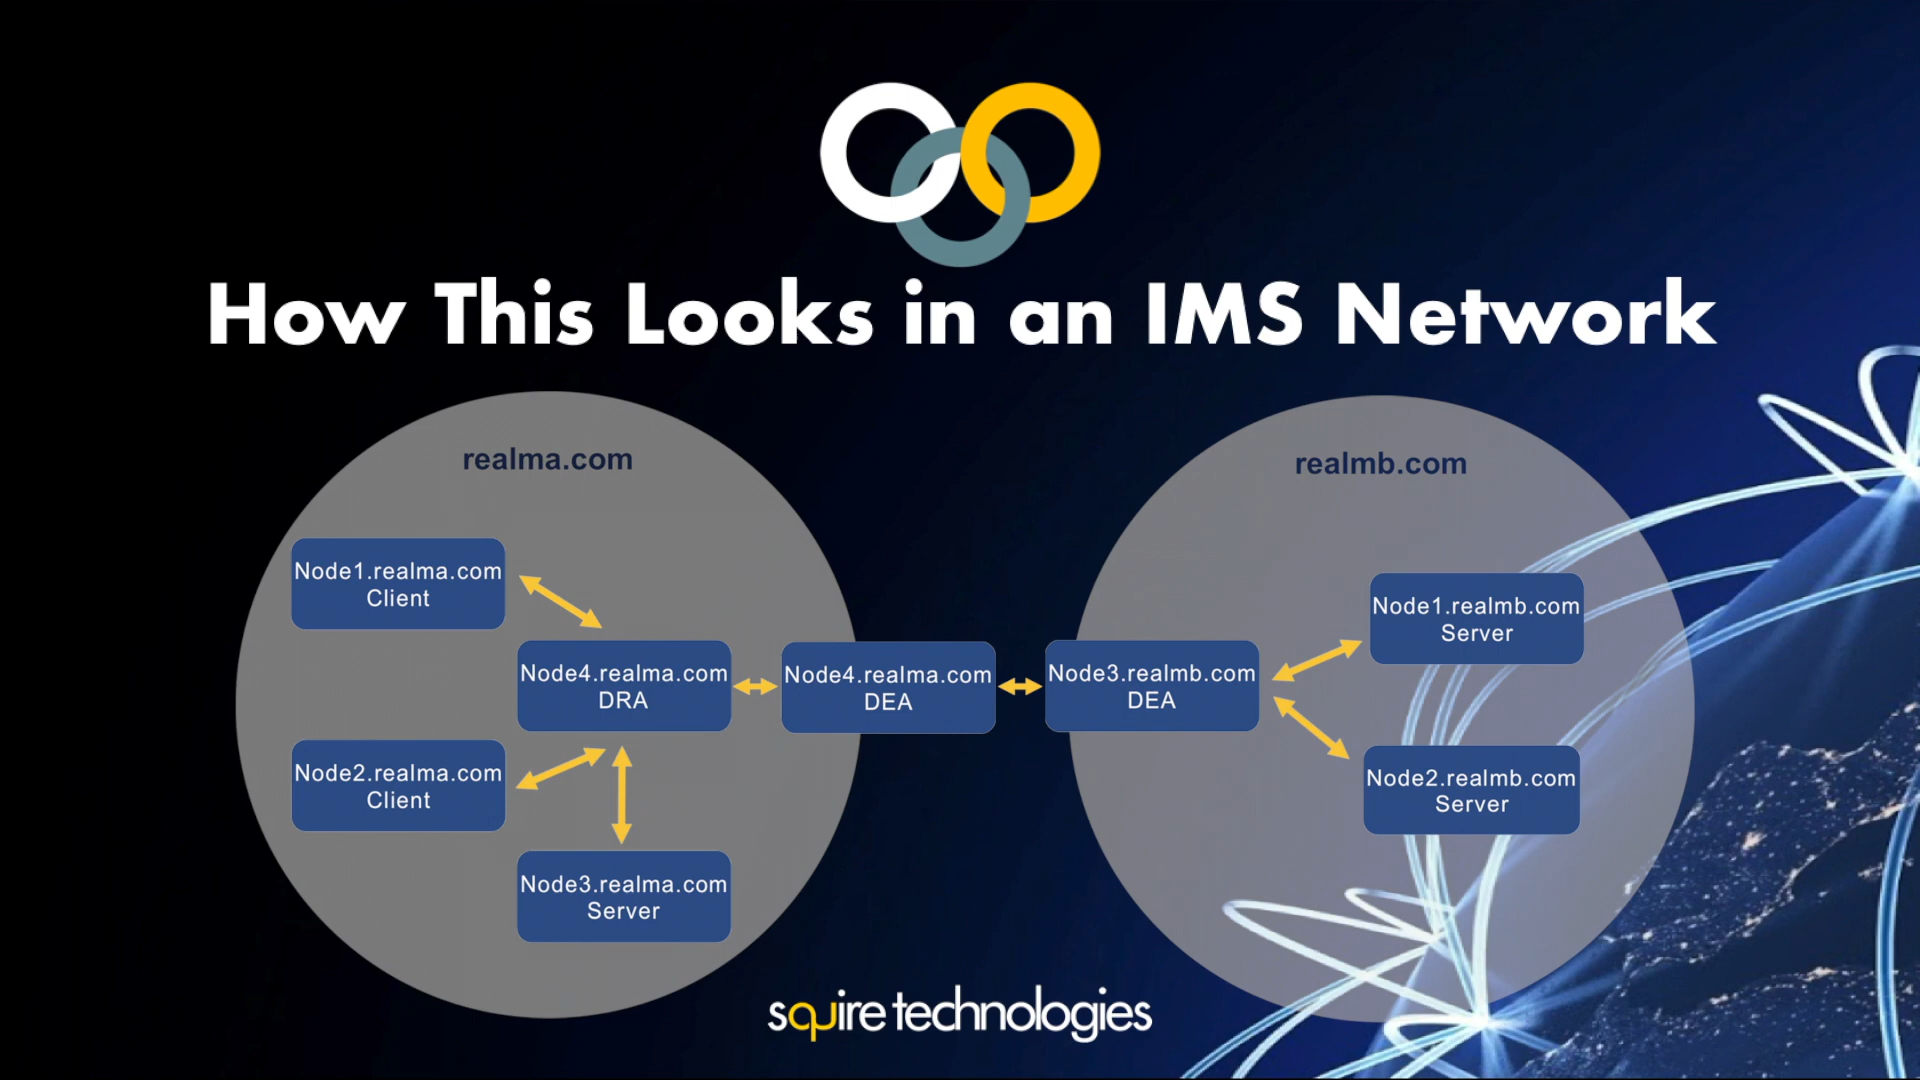 How This Looks in an IMS Network
realma.com
realmb.com
Node1.realma.com
Client
Node1.realmb.com
Server
Node4.realma.com
DRA
Node4.realma.com
DEA
Node3.realmb.com
DEA
Node2.realma.com
Client
Node2.realmb.com
Server
Node3.realma.com
Server
squire technologies